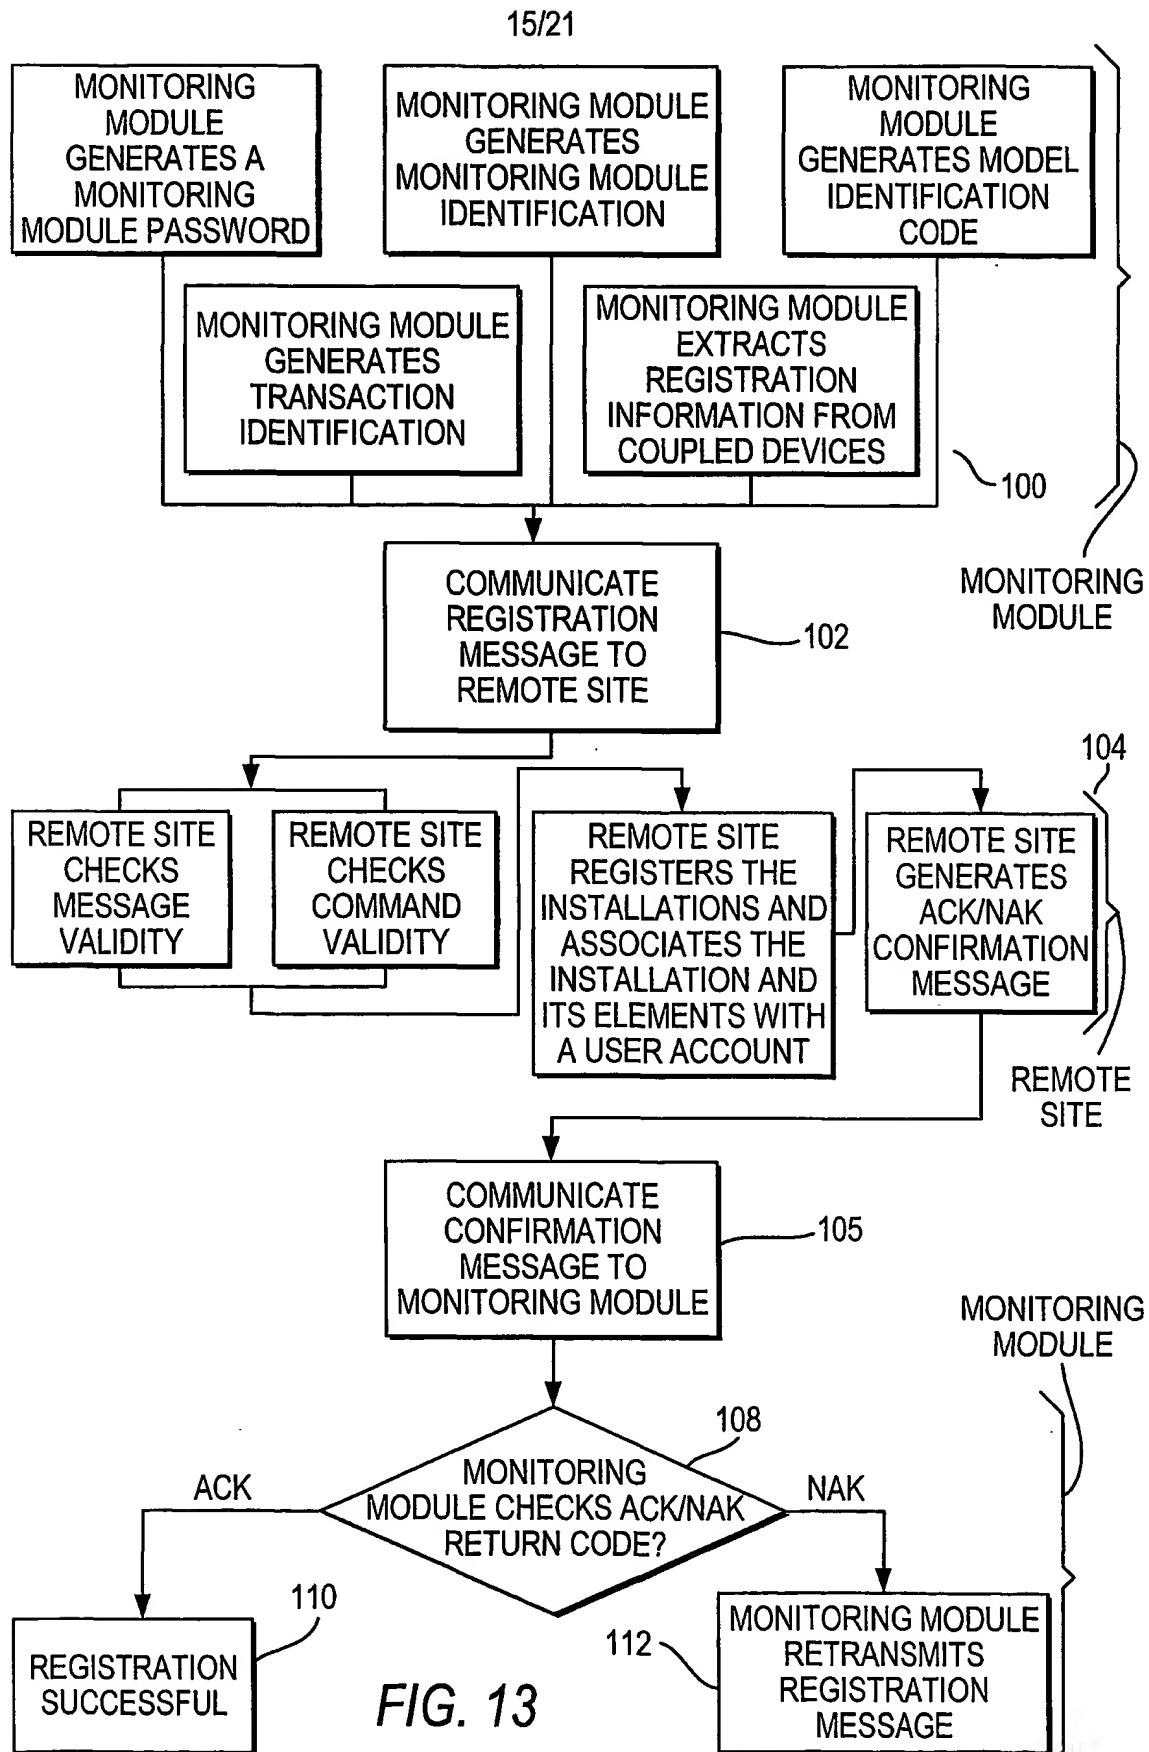 15/21
MONITORING
MODULE
GENERATES A
MONITORING
MODULE PASSWORD
MONITORING MODULE
GENERATES
MONITORING MODULE
IDENTIFICATION
MONITORING
MODULE
GENERATES MODEL
IDENTIFICATION
CODE
MONITORING MODULE
GENERATES
TRANSACTION
IDENTIFICATION
MONITORING MODULE
EXTRACTS
REGISTRATION
INFORMATION FROM
COUPLED DEVICES
100
MONITORING
MODULE
COMMUNICATE
REGISTRATION
MESSAGE TO
REMOTE SITE
102
104
REMOTE SITE
CHECKS
MESSAGE
VALIDITY
REMOTE SITE
CHECKS
COMMAND
VALIDITY
REMOTE SITE
REGISTERS THE
INSTALLATIONS AND
ASSOCIATES THE
INSTALLATION AND
ITS ELEMENTS WITH
A USER ACCOUNT
REMOTE SITE
GENERATES
ACK/NAK
CONFIRMATION
MESSAGE
REMOTE
SITE
COMMUNICATE
CONFIRMATION
MESSAGE TO
MONITORING MODULE
105
MONITORING
MODULE
108
MONITORING
MODULE CHECKS ACK/NAK
RETURN CODE?
ACK
NAK
110
REGISTRATION
SUCCESSFUL
112
MONITORING MODULE
RETRANSMITS
REGISTRATION
MESSAGE
FIG. 13